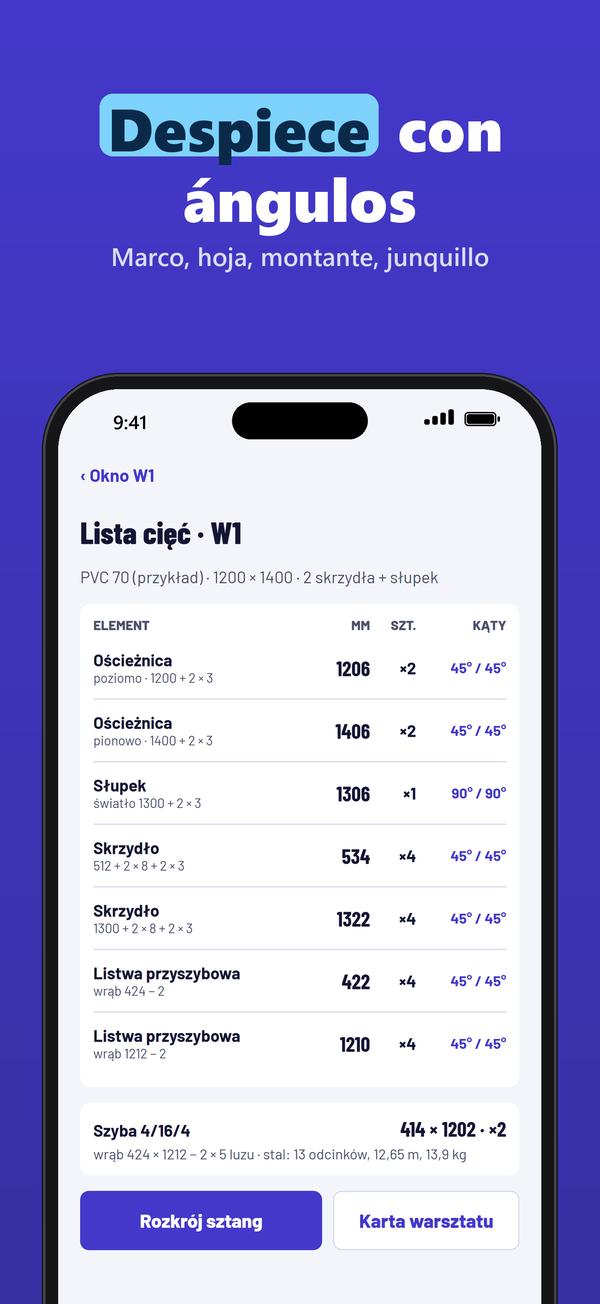 Despiece con
ángulos
Marco, hoja, montante, junquillo
9:41
‹ Okno W1
Lista cięć · W1
PVC 70 (przykład) · 1200 × 1400 · 2 skrzydła + słupek
ELEMENT MM SZT. KĄTY
Ościeżnica 1206 ×2 45° / 45°
poziomo · 1200 + 2 × 3
Ościeżnica 1406 ×2 45° / 45°
pionowo · 1400 + 2 × 3
Słupek 1306 ×1 90° / 90°
światło 1300 + 2 × 3
Skrzydło 534 ×4 45° / 45°
512 + 2 × 8 + 2 × 3
Skrzydło 1322 ×4 45° / 45°
1300 + 2 × 8 + 2 × 3
Listwa przyszybowa 422 ×4 45° / 45°
wrąb 424 – 2
Listwa przyszybowa 1210 ×4 45° / 45°
wrąb 1212 – 2
Szyba 4/16/4 414 × 1202 · ×2
wrąb 424 × 1212 – 2 × 5 luzu · stal: 13 odcinków, 12,65 m, 13,9 kg
Rozkrój sztang Karta warsztatu